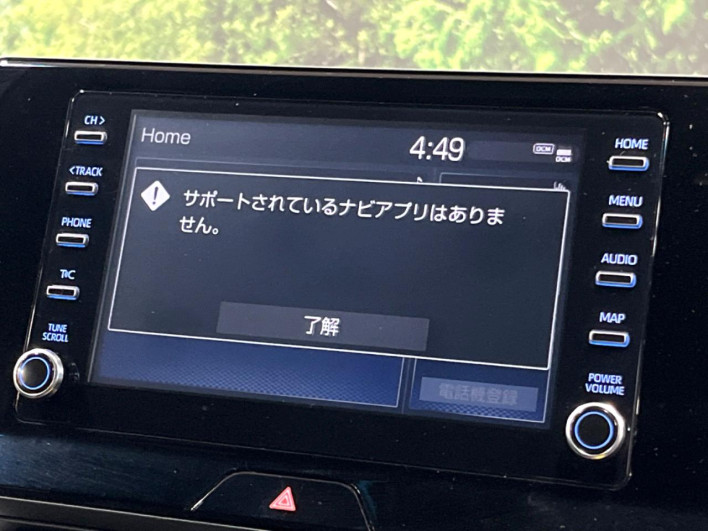 CH>
Home
4:49
DCM
DCM
HOME
<TRACK
サポートされているナビアプリはありま
せん。
MENU
PHONE
AUDIO
T%C
了解
MAP
TUNE
SCROLL
電話機登録
POWER
VOLUME